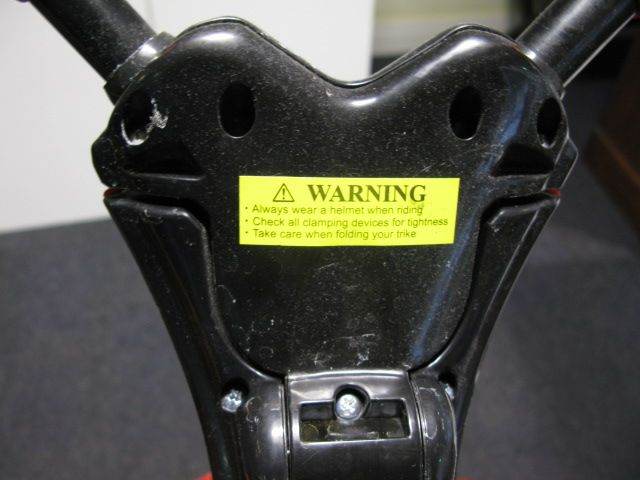 ⚠ WARNING
• Always wear a helmet when riding
• Check all clamping devices for tightness
• Take care when folding your trike